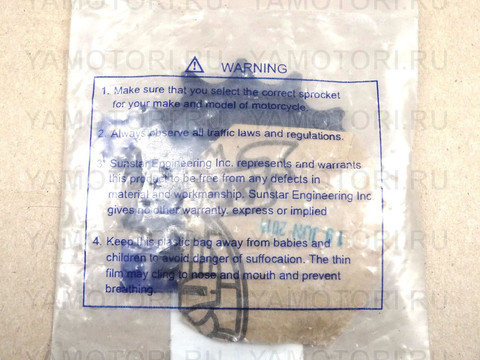 YAMOTORI.RU YAMOTORI.RU
⚠ WARNING
1. Make sure that you select the correct sprocket
for your make and model of motorcycle.
2. Always observe all traffic laws and regulations.
3. Sunstar Engineering Inc. represents and warrants
this product to be free from any defects in
material and workmanship. Sunstar Engineering Inc
gives no other warranty, express or implied
4. Keep this plastic bag away from babies and
children to avoid danger of suffocation. The thin
film may cling to nose and mouth and prevent
breathing.
YAMOTORI.RU YAMOTORI.RU